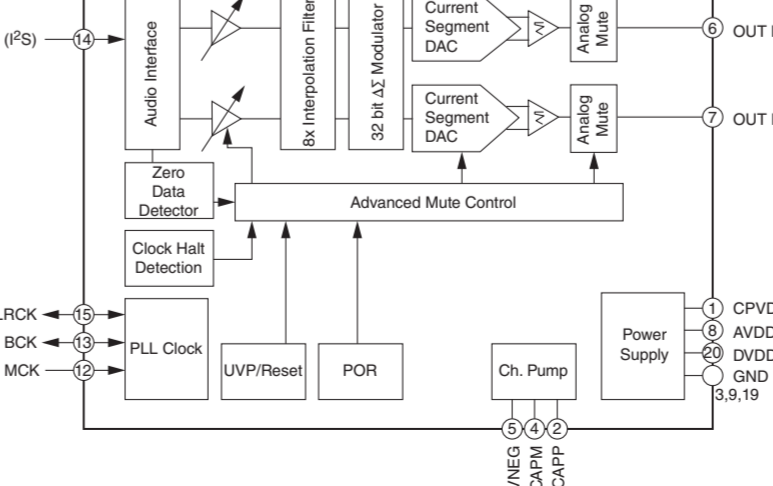 (I²S)
14
Audio Interface
8x Interpolation Filter
32 bit ΔΣ Modulator
Current
Segment
DAC
Analog
Mute
6
OUT
Current
Segment
DAC
Analog
Mute
7
OUT
Zero
Data
Detector
Advanced Mute Control
Clock Halt
Detection
LRCK
15
BCK
13
MCK
12
PLL Clock
UVP/Reset
POR
Ch. Pump
Power
Supply
1
CPVD
8
AVDD
20
DVDD
GND
3,9,19
5
4
2
VNEG
CAPM
CAPP